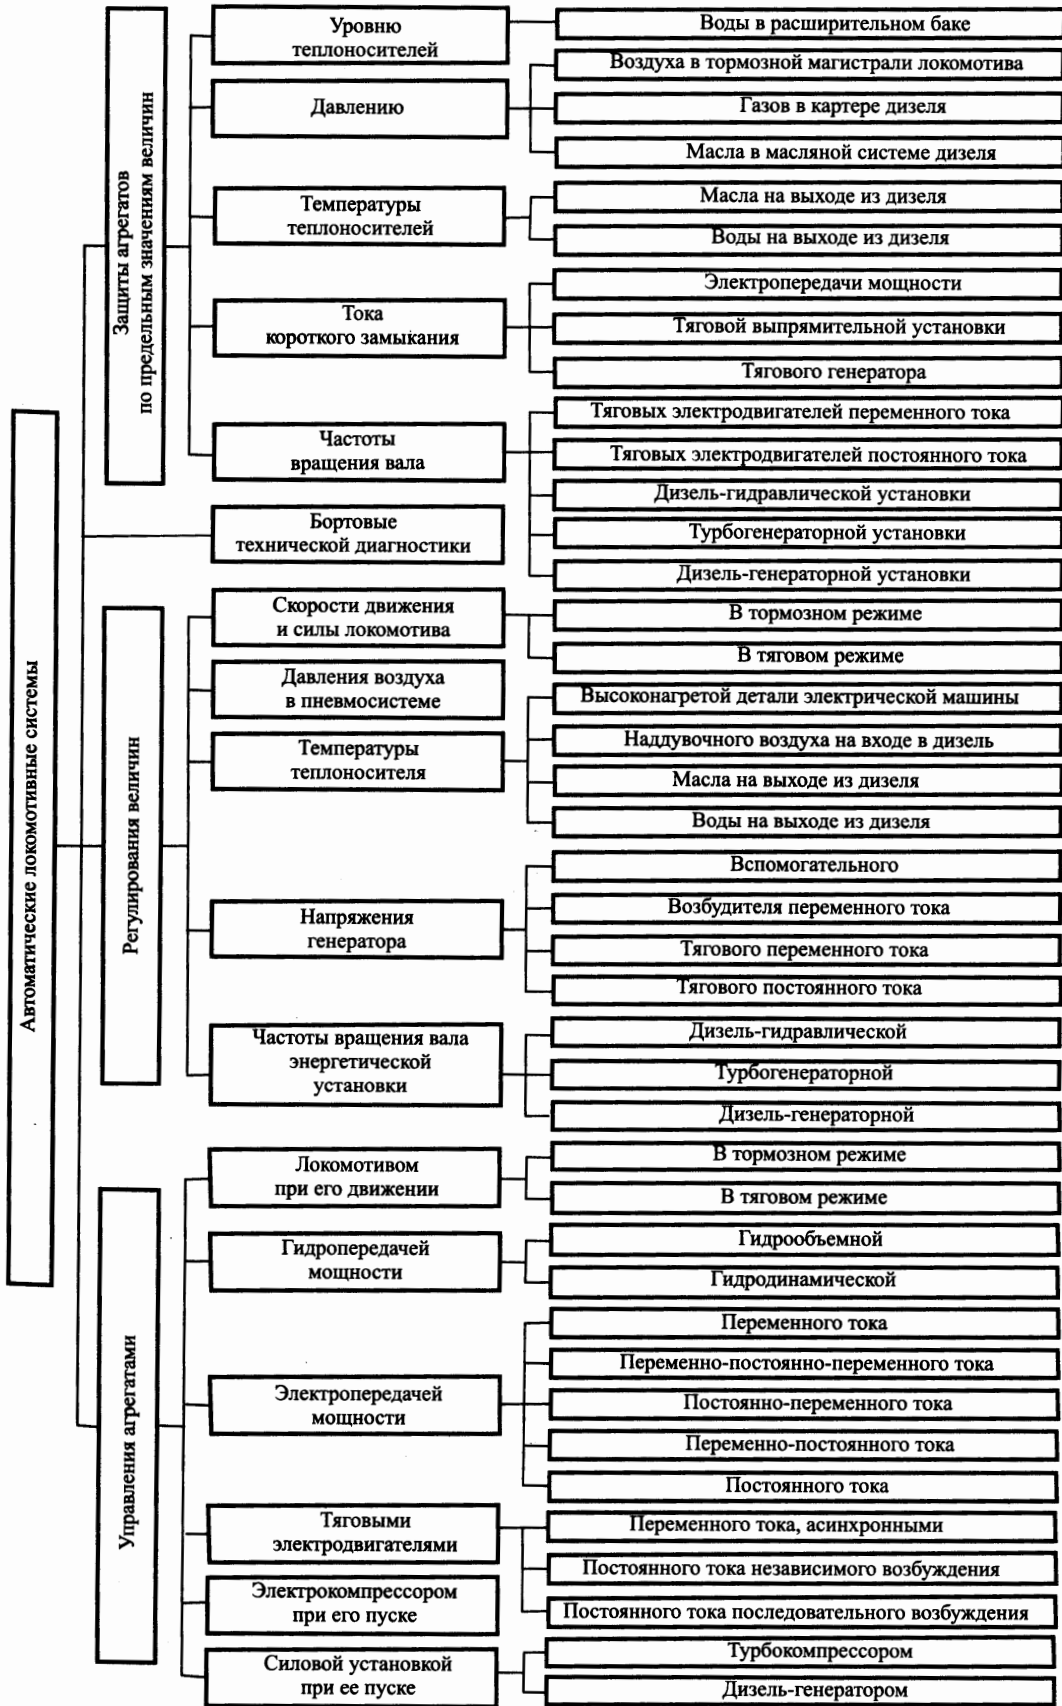 Автоматические локомотивные системы
Защиты агрегатов
по предельным значениям величин
Уровню
теплоносителей
Воды в расширительном баке
Давлению
Воздуха в тормозной магистрали локомотива
Газов в картере дизеля
Масла в масляной системе дизеля
Температуры
теплоносителей
Масла на выходе из дизеля
Воды на выходе из дизеля
Тока
короткого замыкания
Электропередачи мощности
Тяговой выпрямительной установки
Тягового генератора
Частоты
вращения вала
Тяговых электродвигателей переменного тока
Тяговых электродвигателей постоянного тока
Дизель-гидравлической установки
Турбогенераторной установки
Дизель-генераторной установки
Бортовые
технической диагностики
Регулирования величин
Скорости движения
и силы локомотива
В тормозном режиме
В тяговом режиме
Давления воздуха
в пневмосистеме
Температуры
теплоносителя
Высоконагретой детали электрической машины
Наддувочного воздуха на входе в дизель
Масла на выходе из дизеля
Воды на выходе из дизеля
Напряжения
генератора
Вспомогательного
Возбудителя переменного тока
Тягового переменного тока
Тягового постоянного тока
Частоты вращения вала
энергетической
установки
Дизель-гидравлической
Турбогенераторной
Дизель-генераторной
Управления агрегатами
Локомотивом
при его движении
В тормозном режиме
В тяговом режиме
Гидропередачей
мощности
Гидрообъемной
Гидродинамической
Электропередачей
мощности
Переменного тока
Переменно-постоянно-переменного тока
Постоянно-переменного тока
Переменно-постоянного тока
Постоянного тока
Тяговыми
электродвигателями
Переменного тока, асинхронными
Постоянного тока независимого возбуждения
Постоянного тока последовательного возбуждения
Электрокомпрессором
при его пуске
Силовой установкой
при ее пуске
Турбокомпрессором
Дизель-генератором